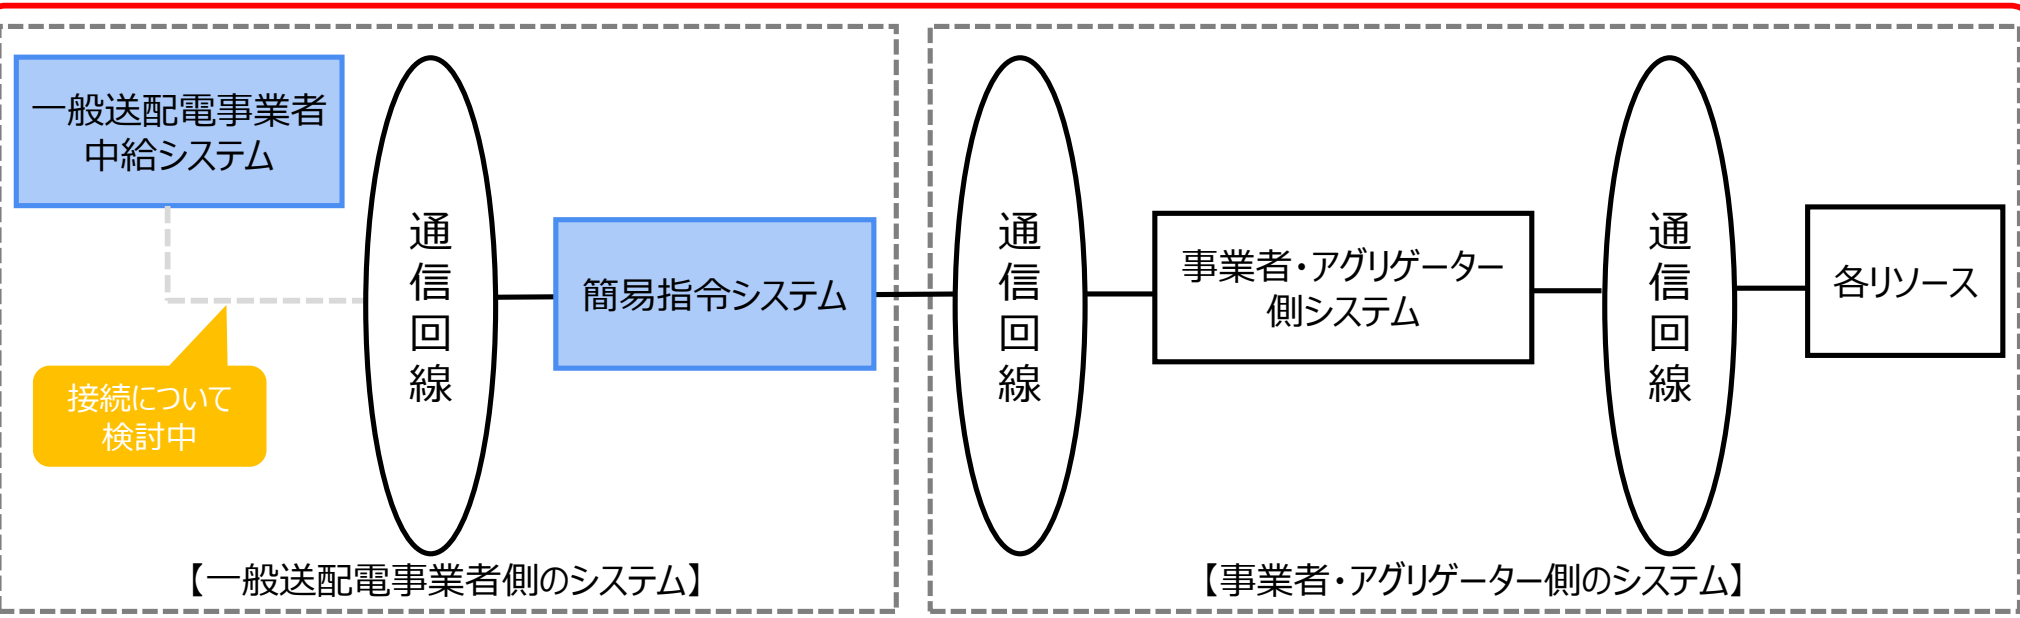 一般送配電事業者
中給システム
通信回線
簡易指令システム
接続について
検討中
【一般送配電事業者側のシステム】
通信回線
事業者・アグリゲーター
側システム
通信回線
各リソース
【事業者・アグリゲーター側のシステム】